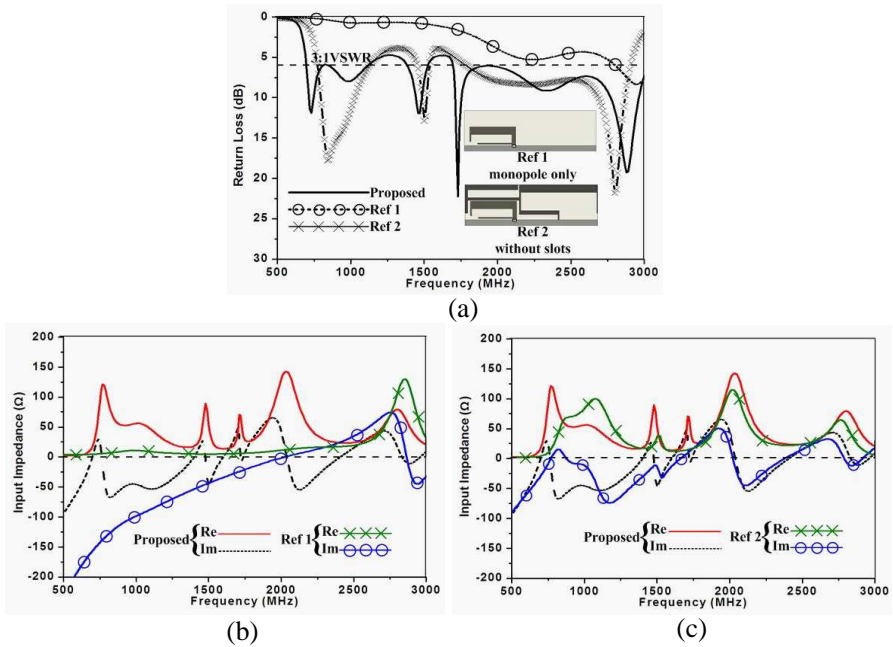 0
5
10
15
20
25
30
Return Loss (dB)
3:1VSWR
Ref 1
monopole only
Ref 2
without slots
Proposed
Ref 1
Ref 2
500
1000
1500
2000
2500
3000
Frequency (MHz)
(a)
200
150
100
50
0
-50
-100
-150
-200
Input Impedance (Ω)
Proposed { Re
Im
Ref 1 { Re
Im
500
1000
1500
2000
2500
3000
Frequency (MHz)
(b)
200
150
100
50
0
-50
-100
-150
-200
Input Impedance (Ω)
Proposed { Re
Im
Ref 2 { Re
Im
500
1000
1500
2000
2500
3000
Frequency (MHz)
(c)